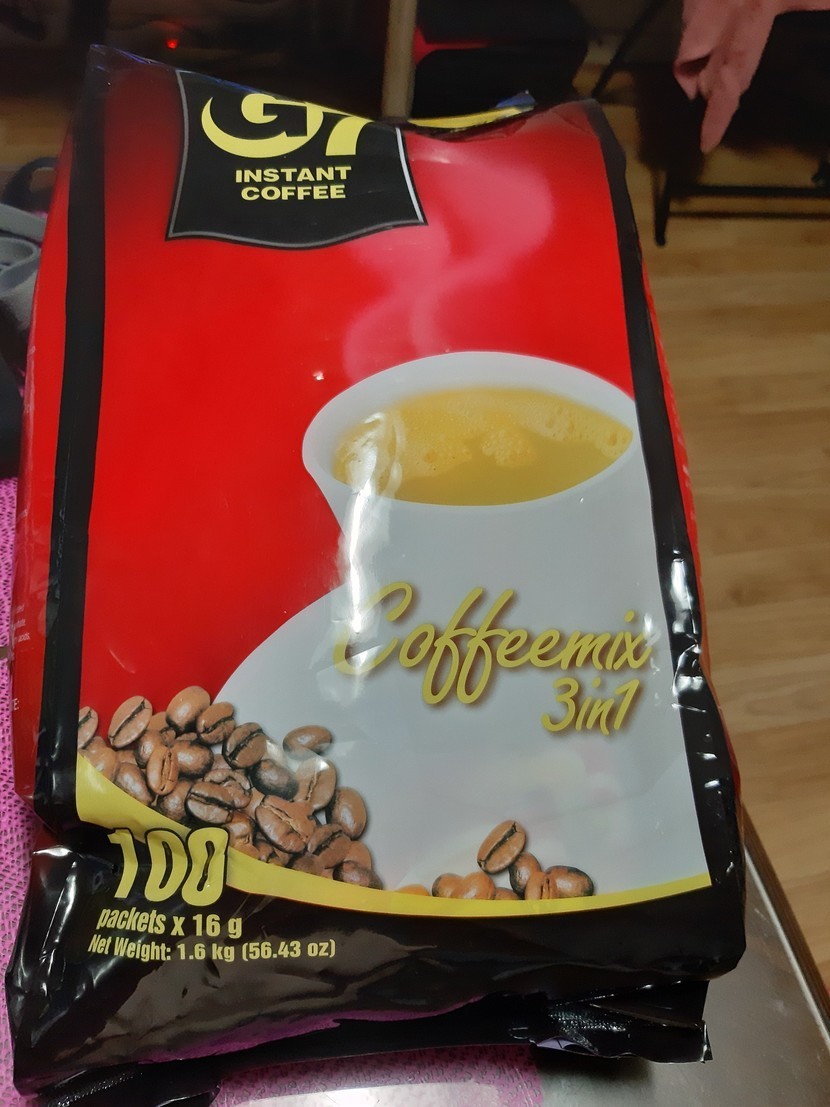 G7
INSTANT
COFFEE
Coffeemix
3in1
100
packets x 16 g
Net Weight: 1.6 kg (56.43 oz)